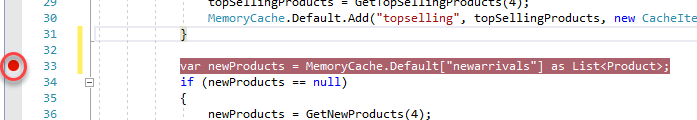 29 topSellingProducts = GetTopSellingProducts(4);
30 MemoryCache.Default.Add("topselling", topSellingProducts, new CacheIte
31 }
32
33 var newProducts = MemoryCache.Default["newarrivals"] as List<Product>;
34 if (newProducts == null)
35 {
36 newProducts = GetNewProducts(4);